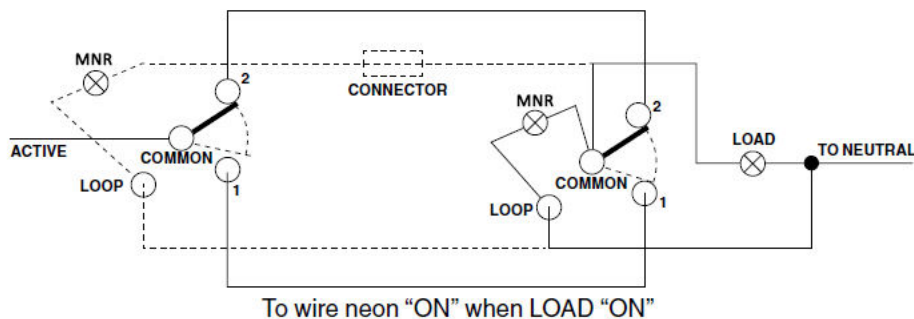 MNR
2
CONNECTOR
MNR
2
ACTIVE
COMMON
LOAD
TO NEUTRAL
COMMON
LOOP
1
1
LOOP
To wire neon “ON” when LOAD “ON”